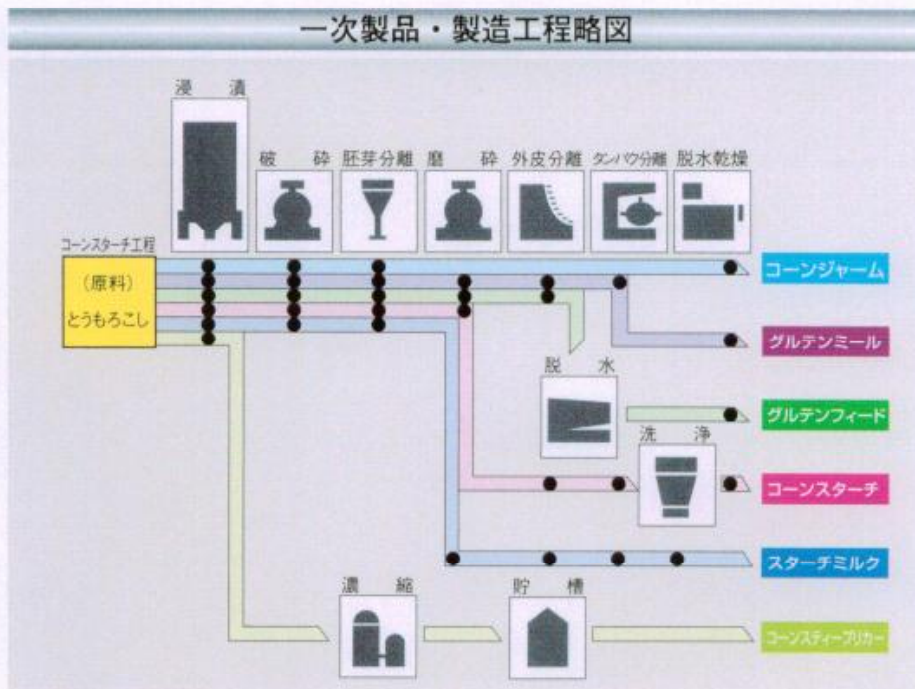 一次製品・製造工程略図
浸漬
破砕
胚芽分離
磨砕
外皮分離
タンパク分離
脱水乾燥
コーンスターチ工程
(原料)
とうもろこし
コーンジャーム
グルテンミール
脱水
グルテンフィード
洗浄
コーンスターチ
スターチミルク
濃縮
貯槽
コーンスティープリカー